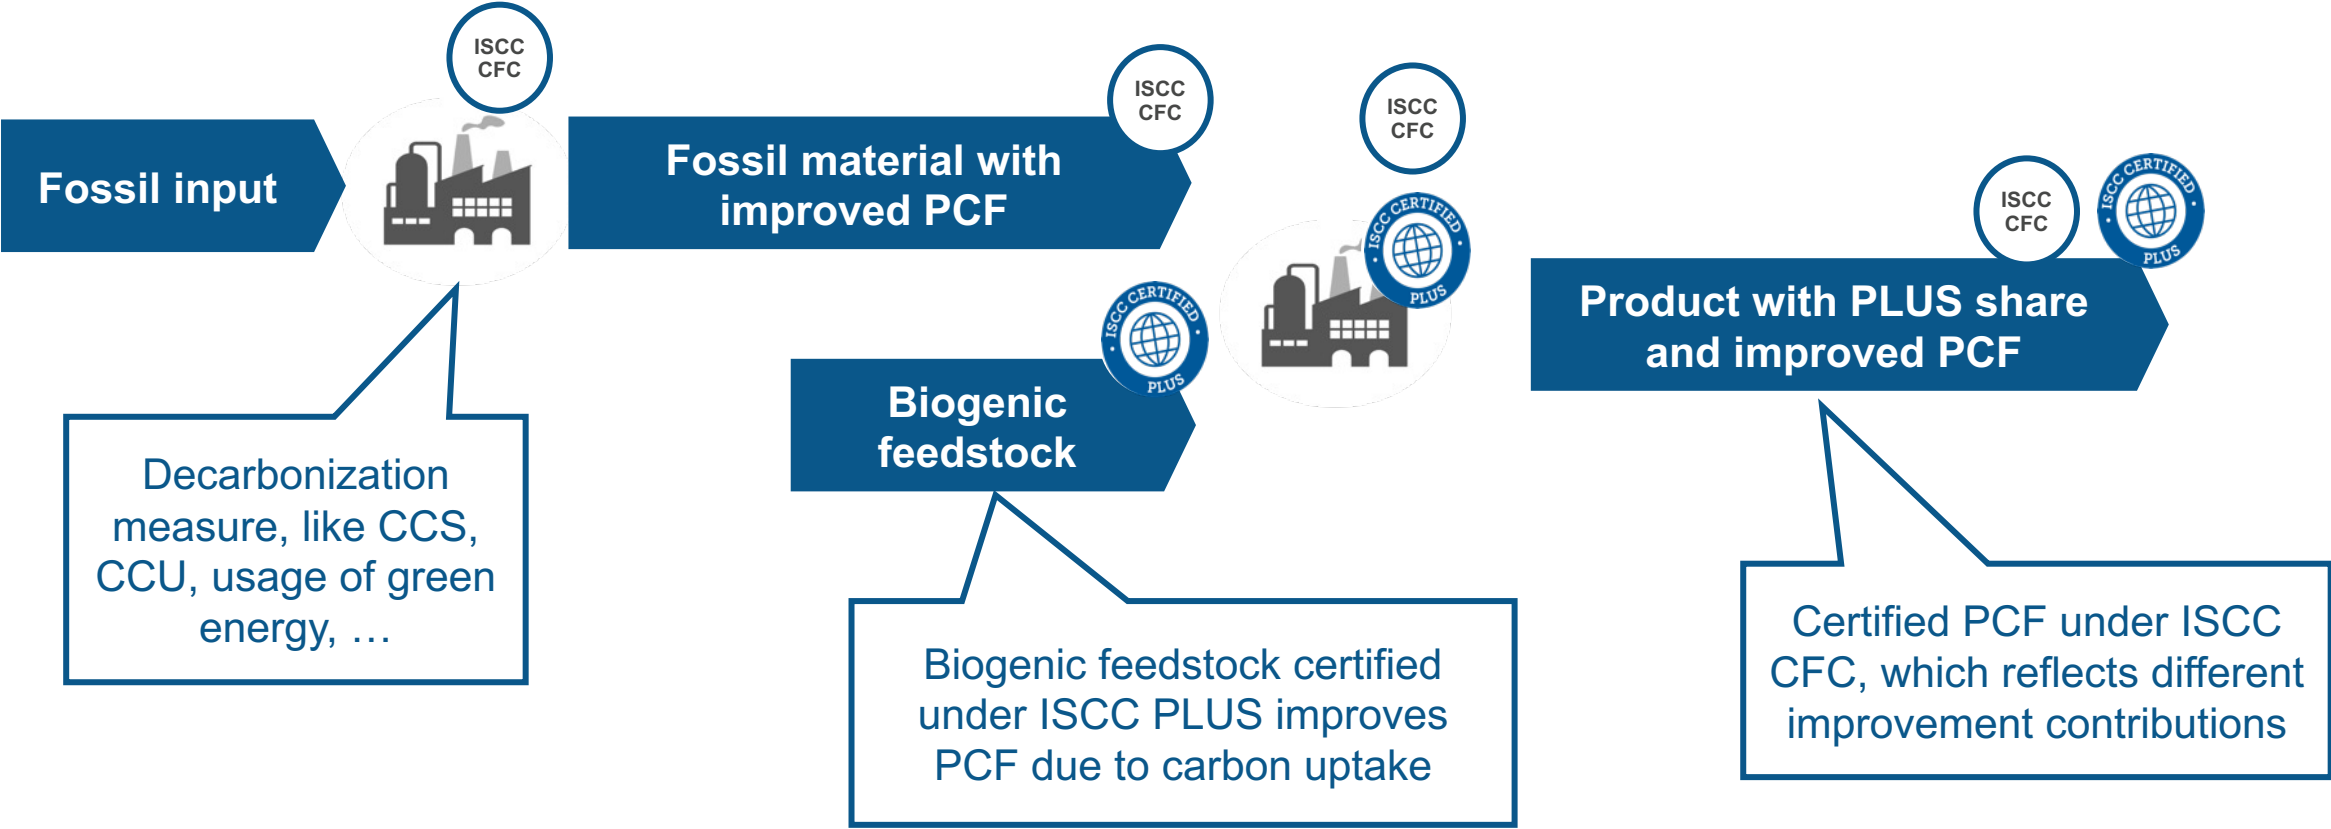 ISCC
CFC
Fossil input
Fossil material with
improved PCF
ISCC
CFC
ISCC
CFC
ISCC CERTIFIED
PLUS
Biogenic
feedstock
ISCC CERTIFIED
PLUS
ISCC
CFC
ISCC CERTIFIED
PLUS
Product with PLUS share
and improved PCF
Decarbonization
measure, like CCS,
CCU, usage of green
energy, …
Biogenic feedstock certified
under ISCC PLUS improves
PCF due to carbon uptake
Certified PCF under ISCC
CFC, which reflects different
improvement contributions